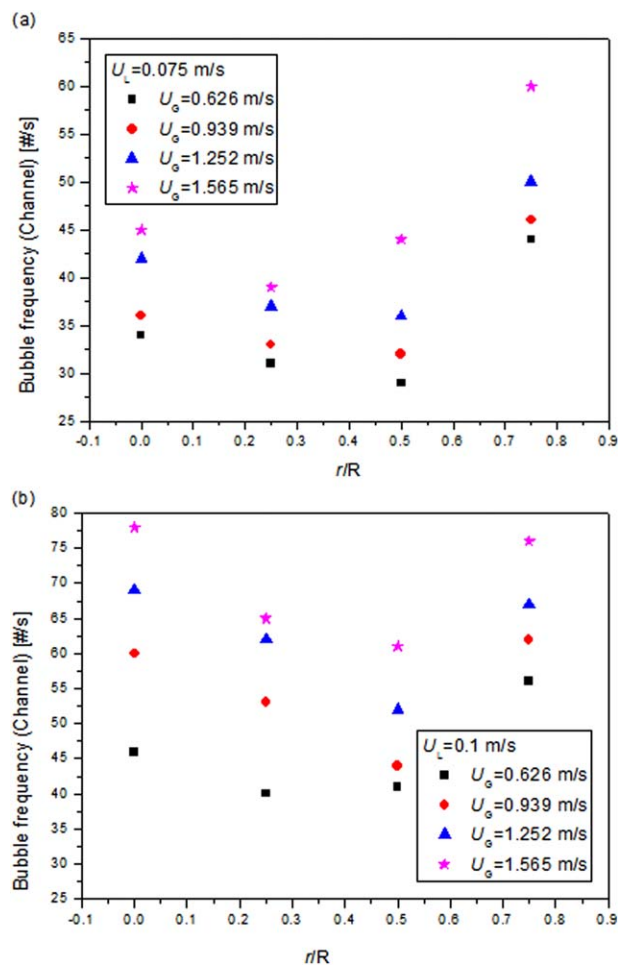 (a)
65
60
55
50
45
40
35
30
25
Bubble frequency (Channel) [#/s]
U_L=0.075 m/s
U_G=0.626 m/s
U_G=0.939 m/s
U_G=1.252 m/s
U_G=1.565 m/s
-0.1 0.0 0.1 0.2 0.3 0.4 0.5 0.6 0.7 0.8 0.9
r/R
(b)
80
75
70
65
60
55
50
45
40
35
30
25
Bubble frequency (Channel) [#/s]
U_L=0.1 m/s
U_G=0.626 m/s
U_G=0.939 m/s
U_G=1.252 m/s
U_G=1.565 m/s
-0.1 0.0 0.1 0.2 0.3 0.4 0.5 0.6 0.7 0.8 0.9
r/R